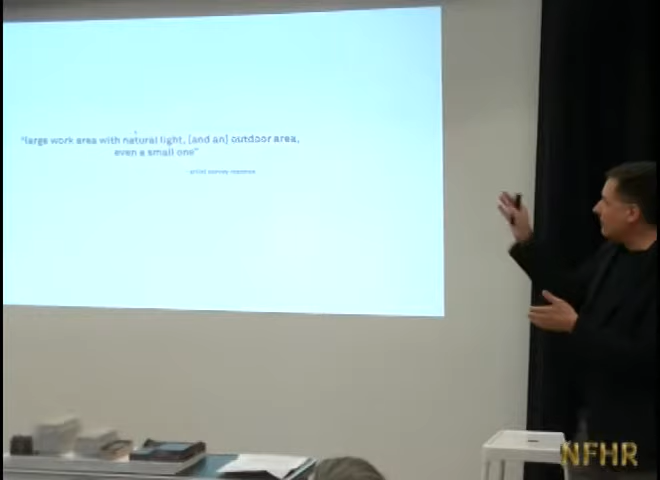 "large work area with natural light, [and an] outdoor area,
even a small one"
artist survey response
NFHR